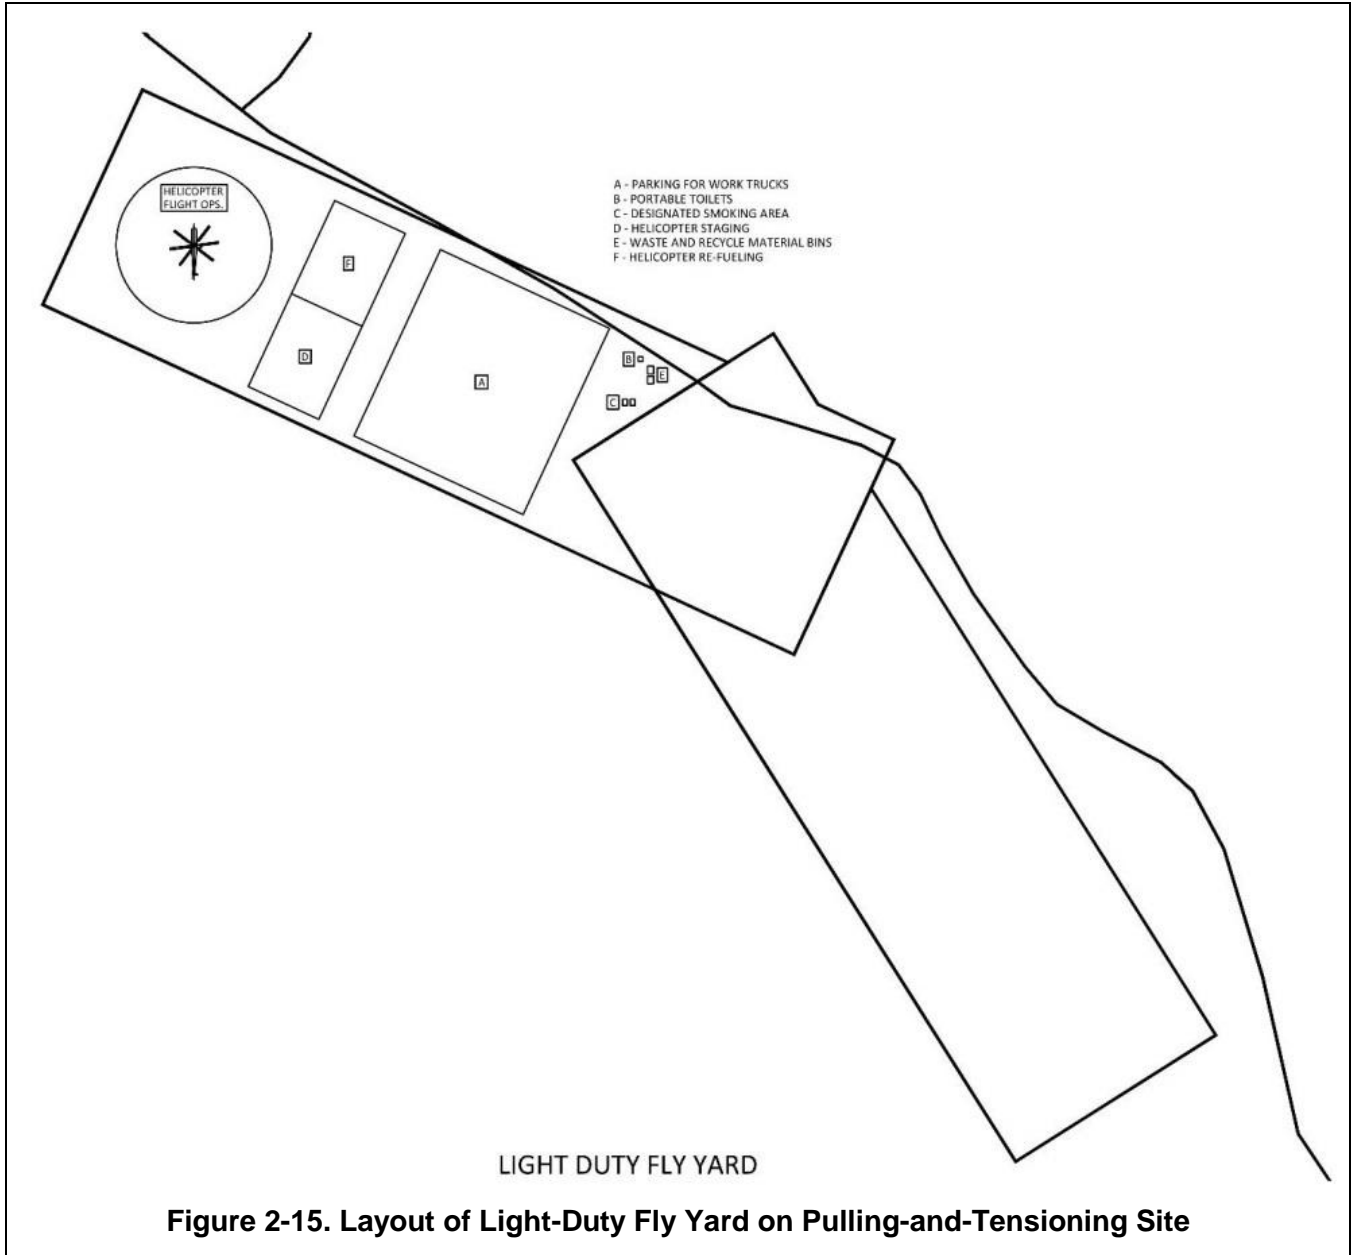 HELICOPTER
FLIGHT OPS.
A - PARKING FOR WORK TRUCKS
B - PORTABLE TOILETS
C - DESIGNATED SMOKING AREA
D - HELICOPTER STAGING
E - WASTE AND RECYCLE MATERIAL BINS
F - HELICOPTER RE-FUELING
F
D
A
B
E
C
LIGHT DUTY FLY YARD
Figure 2-15. Layout of Light-Duty Fly Yard on Pulling-and-Tensioning Site